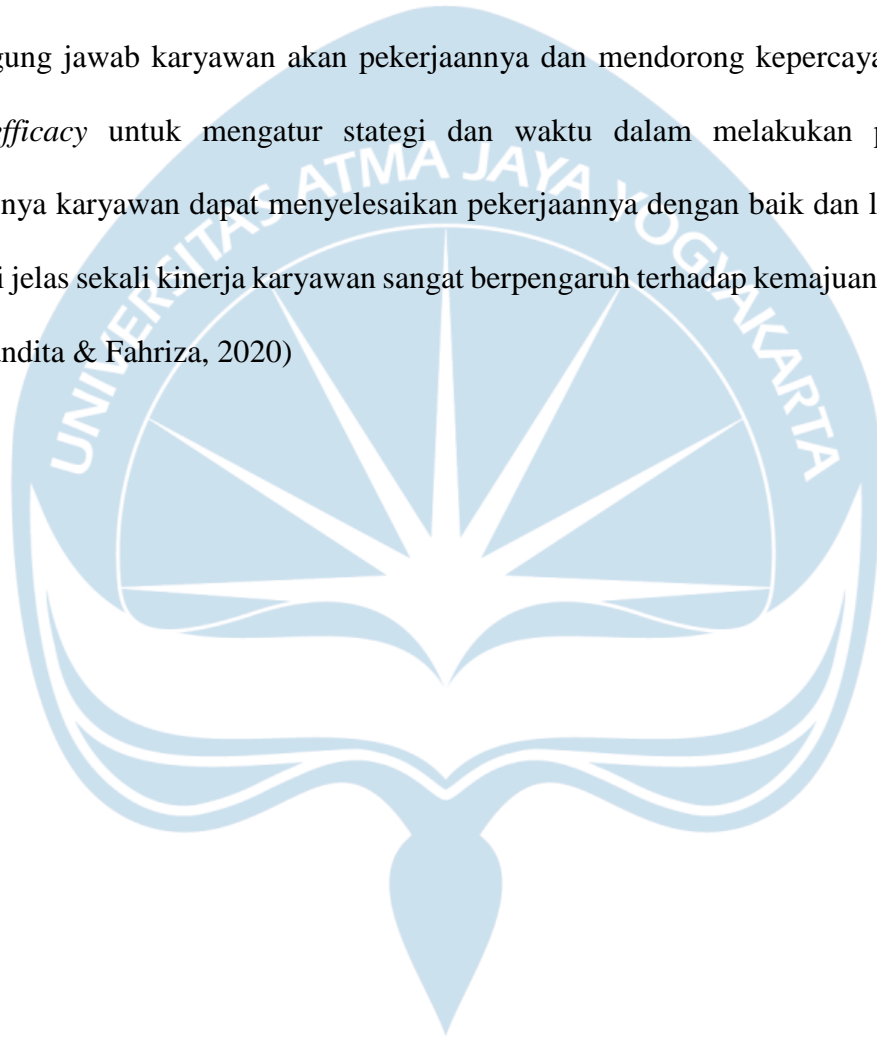 gung jawab karyawan akan pekerjaannya dan mendorong kepercaya
efficacy untuk mengatur stategi dan waktu dalam melakukan p
nya karyawan dapat menyelesaikan pekerjaannya dengan baik dan l
i jelas sekali kinerja karyawan sangat berpengaruh terhadap kemajuan
ndita & Fahriza, 2020)
UNIVERSITAS ATMA JAYA YOGYAKARTA